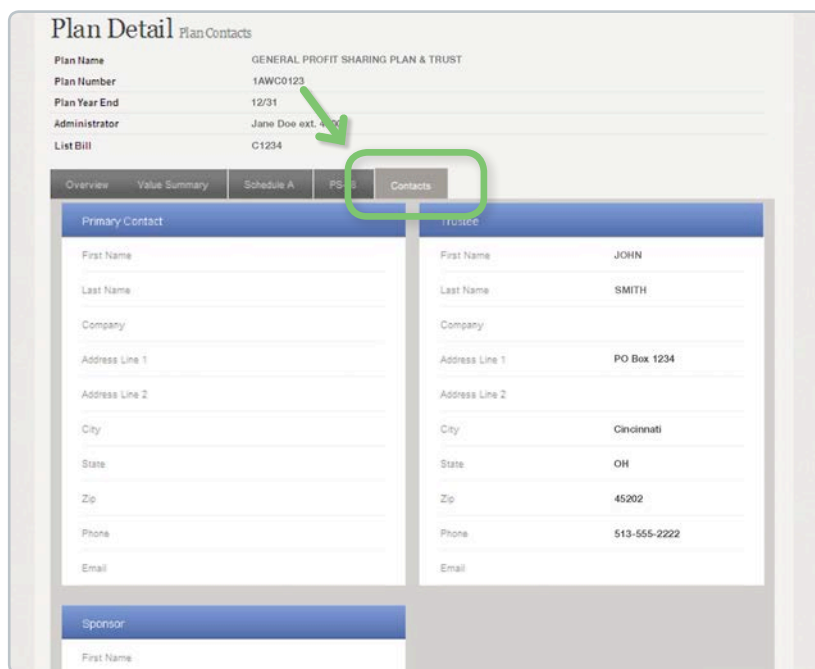 Plan Detail Plan Contacts
Plan Name GENERAL PROFIT SHARING PLAN & TRUST
Plan Number 1AWC0123
Plan Year End 12/31
Administrator Jane Doe ext.
List Bill C1234
Overview Value Summary Schedule A Contacts
Primary Contact
First Name
Last Name
Company
Address Line 1
Address Line 2
City
State
Zip
Phone
Email
Trustee
First Name JOHN
Last Name SMITH
Company
Address Line 1 PO Box 1234
Address Line 2
City Cincinnati
State OH
Zip 45202
Phone 513-555-2222
Email
Sponsor
First Name